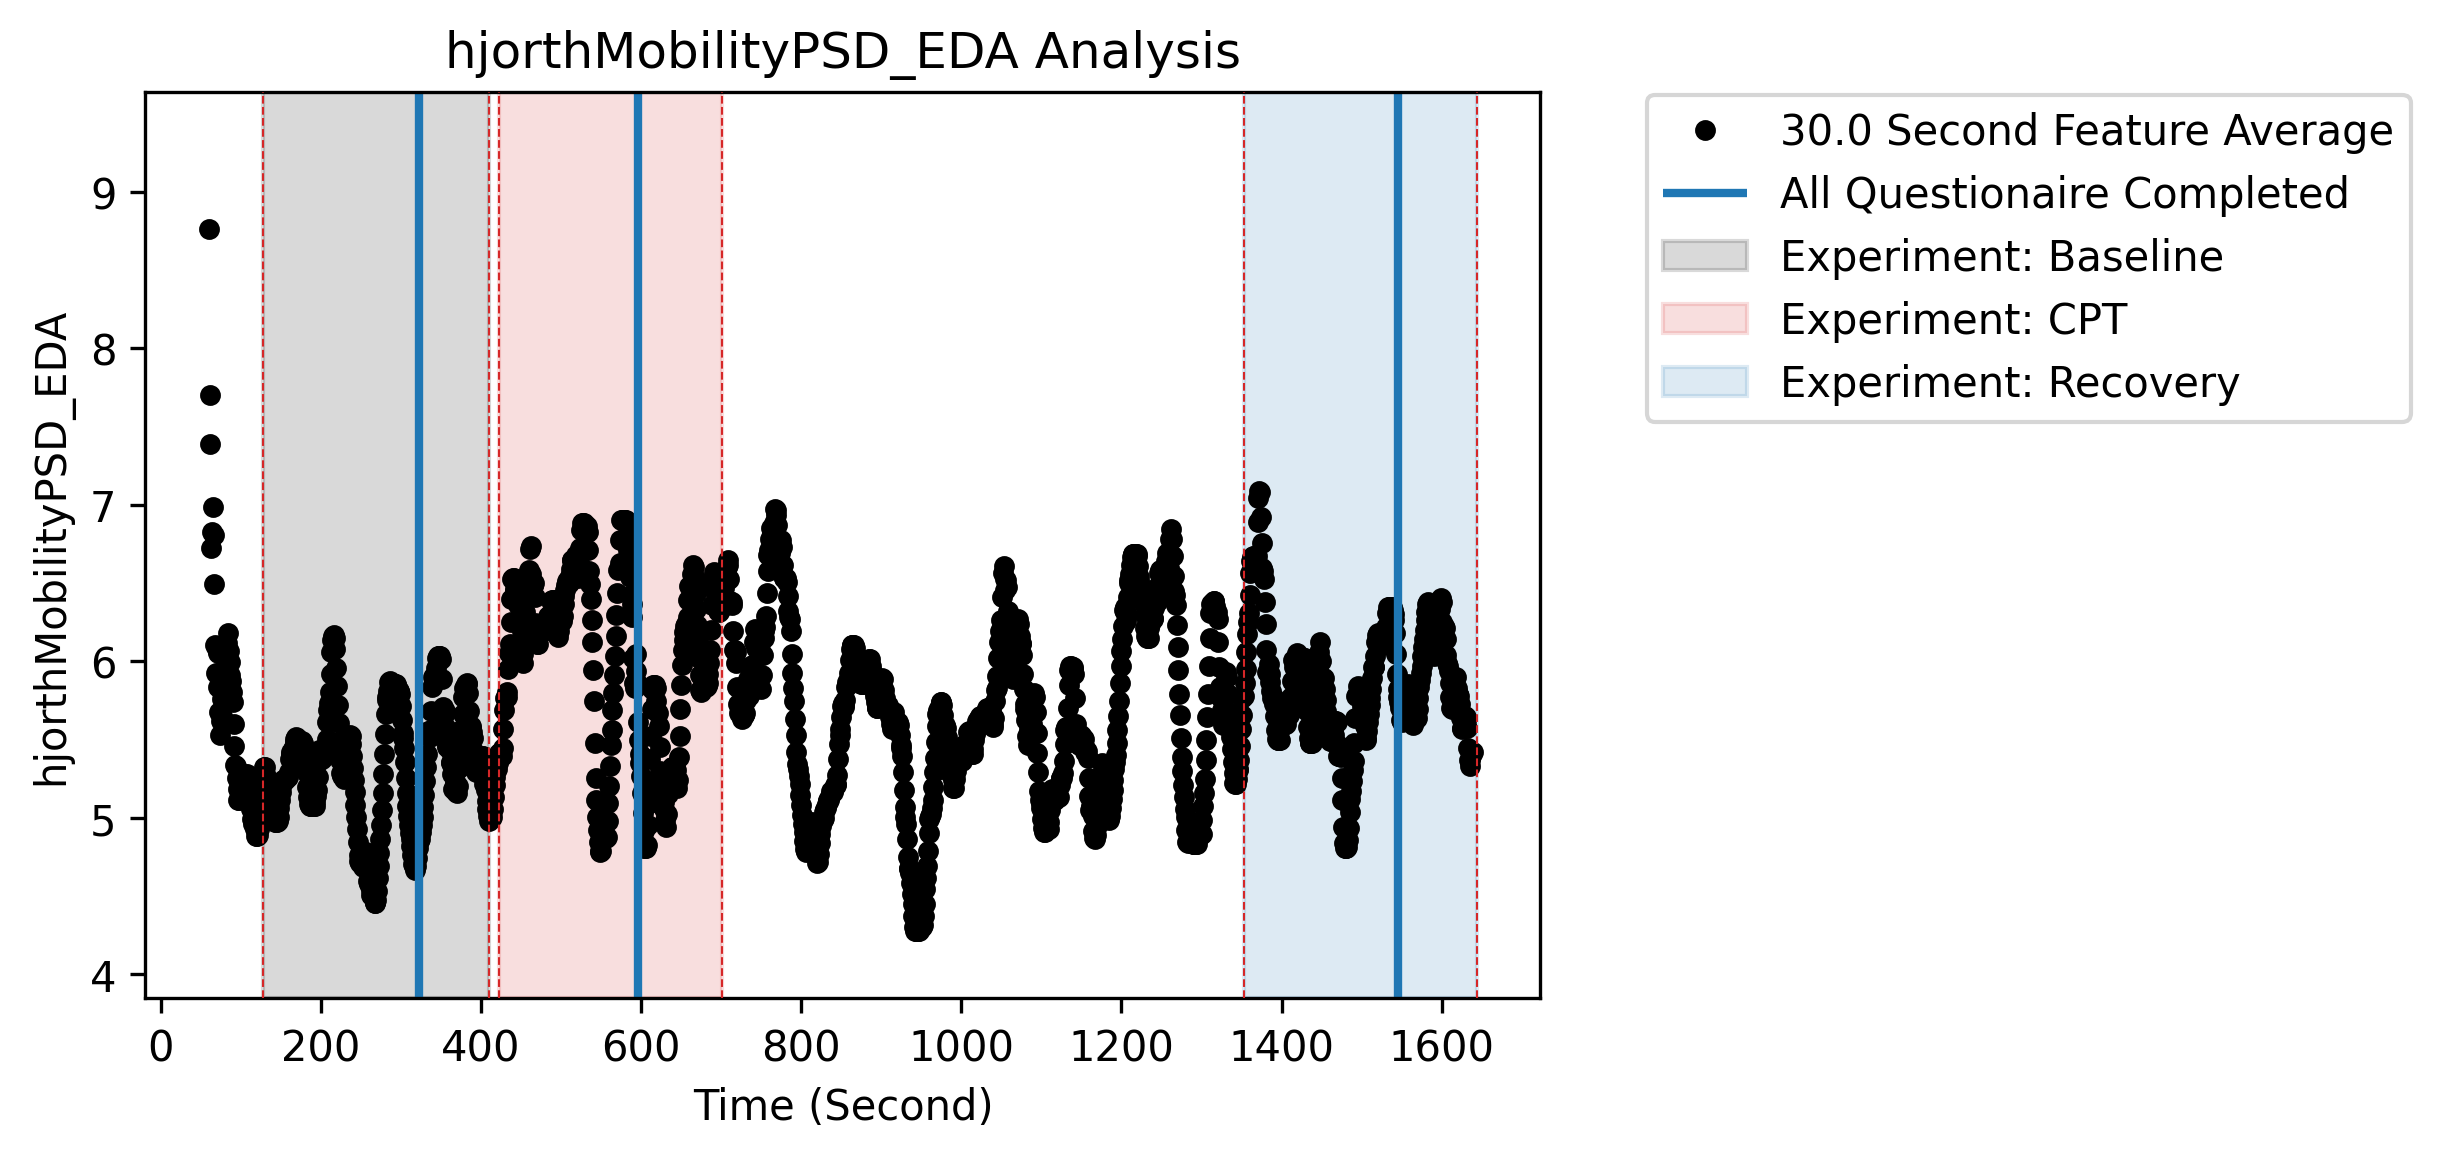 hjorthMobilityPSD_EDA Analysis
30.0 Second Feature Average
All Questionaire Completed
Experiment: Baseline
Experiment: CPT
Experiment: Recovery
hjorthMobilityPSD_EDA
9
8
7
6
5
4
0 200 400 600 800 1000 1200 1400 1600
Time (Second)